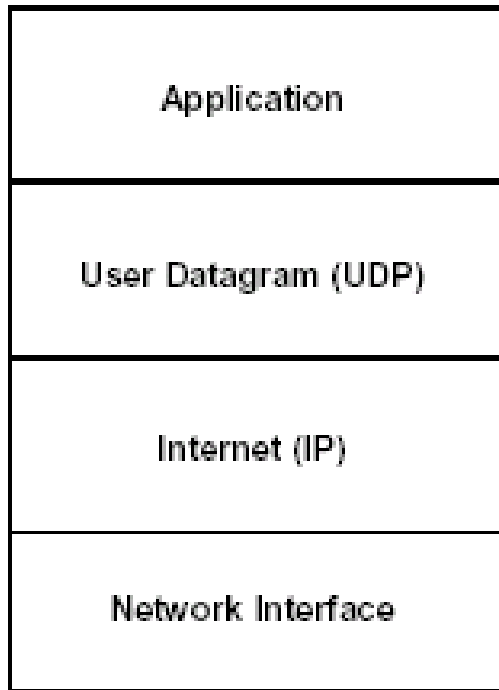 Application
User Datagram (UDP)
Internet (IP)
Network Interface